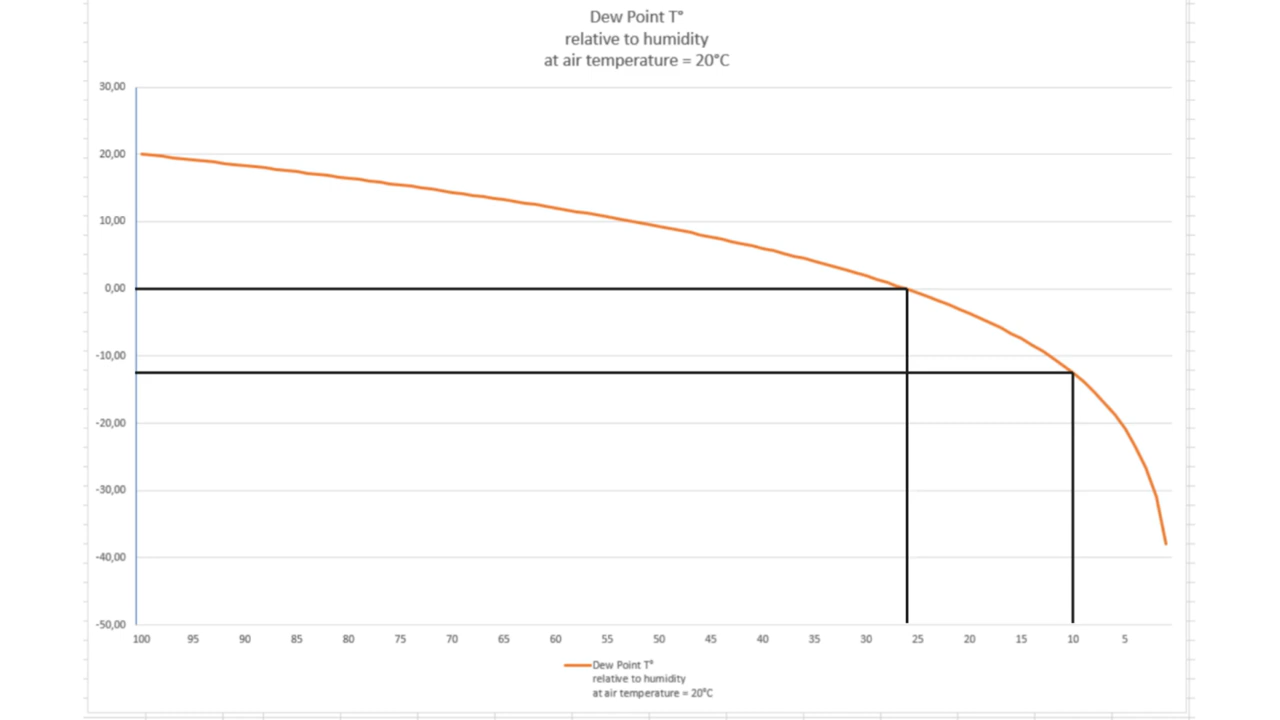 Dew Point T°
relative to humidity
at air temperature = 20°C
30,00
20,00
10,00
0,00
-10,00
-20,00
-30,00
-40,00
-50,00
100 95 90 85 80 75 70 65 60 55 50 45 40 35 30 25 20 15 10 5
Dew Point T°
relative to humidity
at air temperature = 20°C